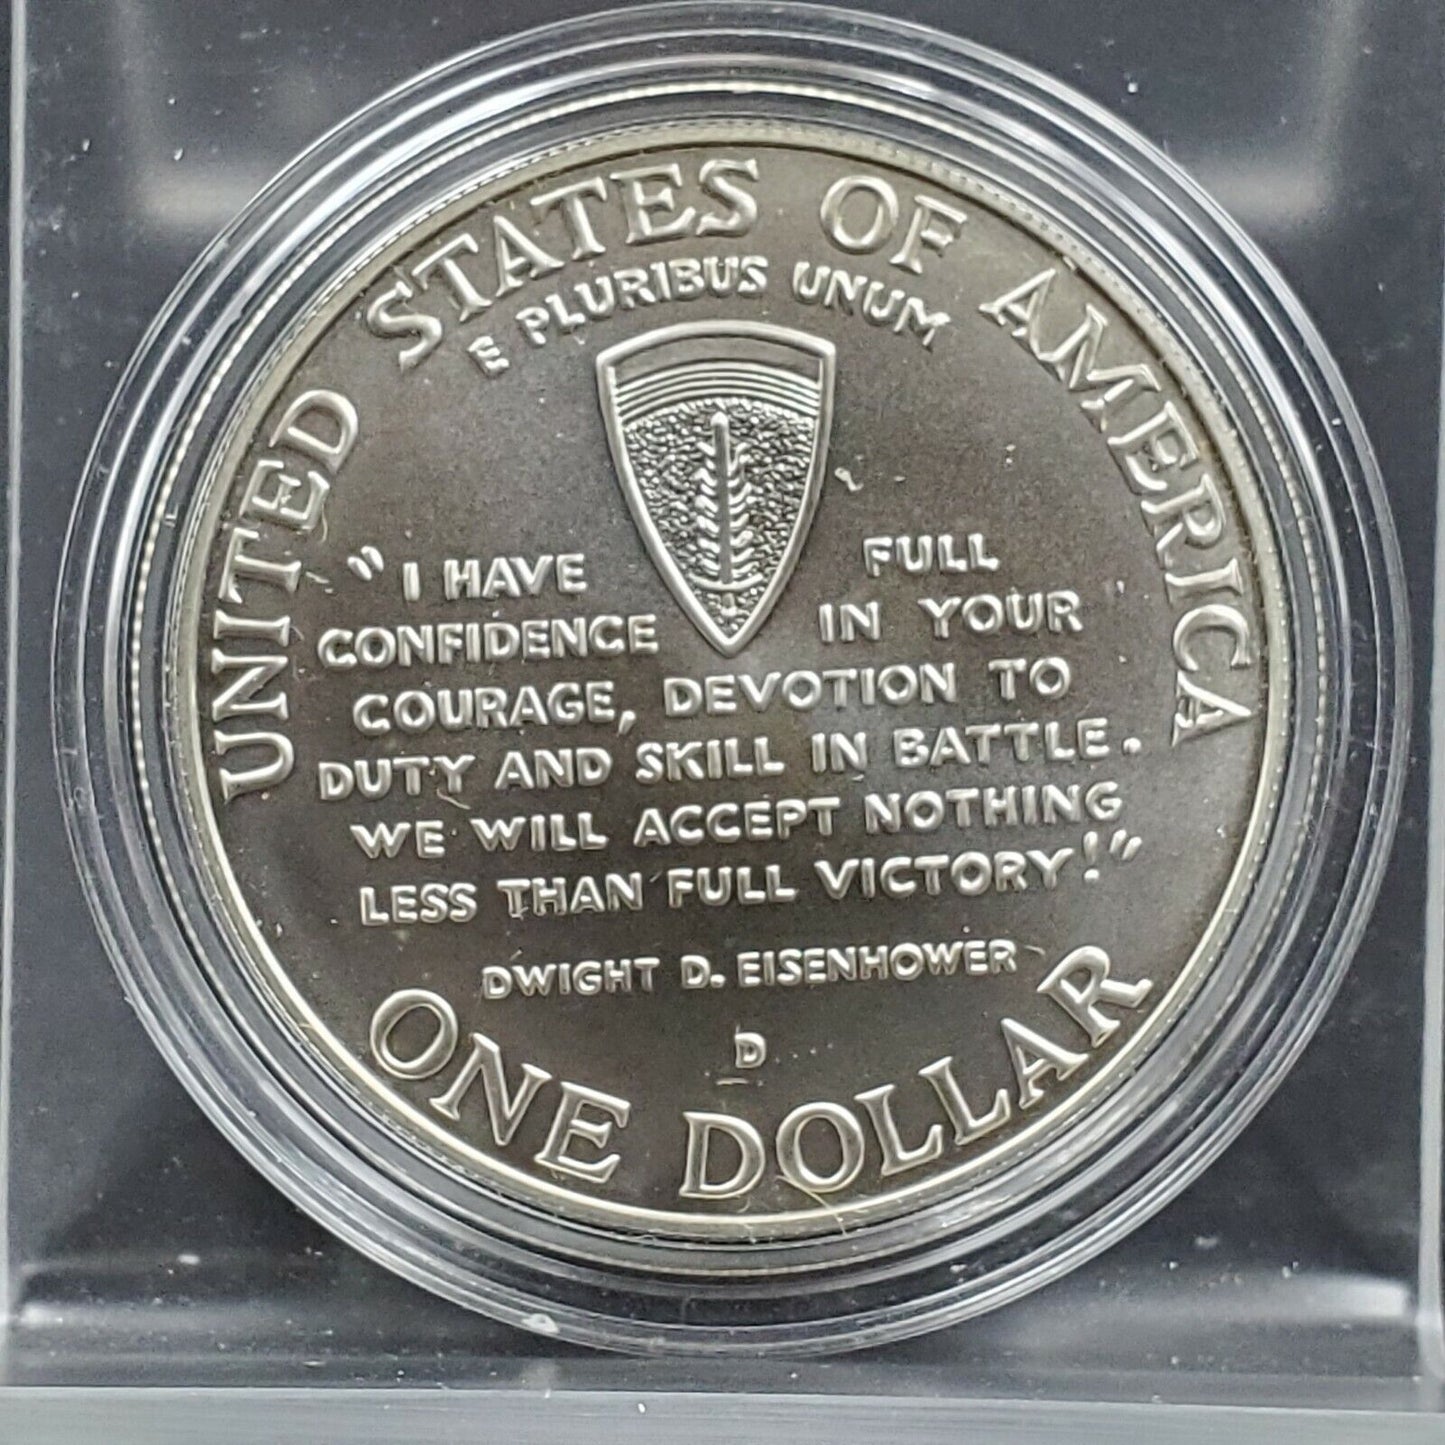 UNITED STATES OF AMERICA
E PLURIBUS UNUM
"I HAVE FULL
CONFIDENCE IN YOUR
COURAGE, DEVOTION TO
DUTY AND SKILL IN BATTLE.
WE WILL ACCEPT NOTHING
LESS THAN FULL VICTORY!"
DWIGHT D. EISENHOWER
D
ONE DOLLAR